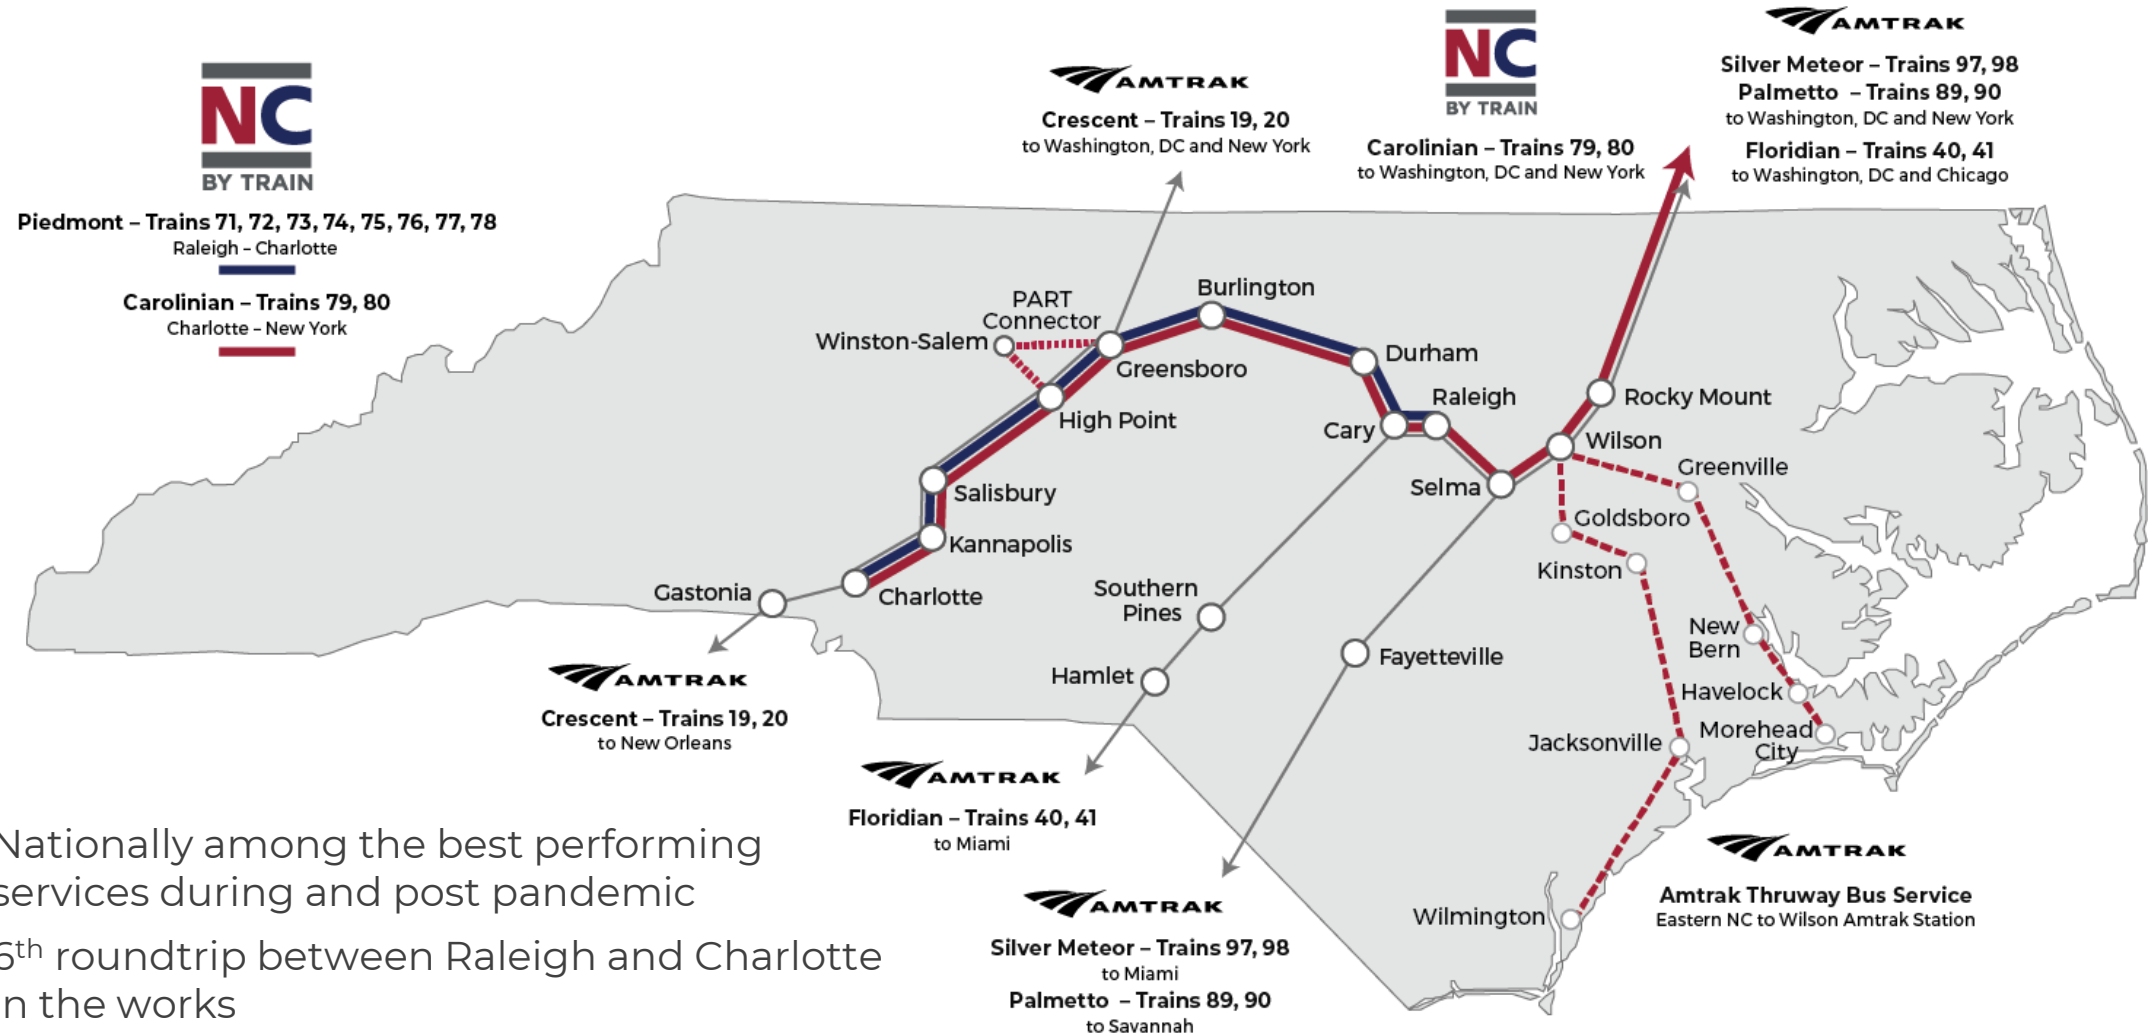 NC
BY TRAIN
Piedmont – Trains 71, 72, 73, 74, 75, 76, 77, 78
Raleigh – Charlotte
Carolinian – Trains 79, 80
Charlotte – New York
AMTRAK
Crescent – Trains 19, 20
to Washington, DC and New York
NC
BY TRAIN
Carolinian – Trains 79, 80
to Washington, DC and New York
AMTRAK
Silver Meteor – Trains 97, 98
Palmetto – Trains 89, 90
to Washington, DC and New York
Floridian – Trains 40, 41
to Washington, DC and Chicago
PART
Connector
Winston-Salem
Burlington
Greensboro
High Point
Durham
Raleigh
Cary
Rocky Mount
Wilson
Selma
Greenville
Salisbury
Goldsboro
Kannapolis
Kinston
Gastonia
Charlotte
Southern
Pines
New
Bern
Fayetteville
Hamlet
Havelock
Jacksonville
Morehead
City
Wilmington
AMTRAK
Crescent – Trains 19, 20
to New Orleans
AMTRAK
Floridian – Trains 40, 41
to Miami
AMTRAK
Silver Meteor – Trains 97, 98
to Miami
Palmetto – Trains 89, 90
to Savannah
AMTRAK
Amtrak Thruway Bus Service
Eastern NC to Wilson Amtrak Station
Nationally among the best performing
services during and post pandemic
6th roundtrip between Raleigh and Charlotte
in the works